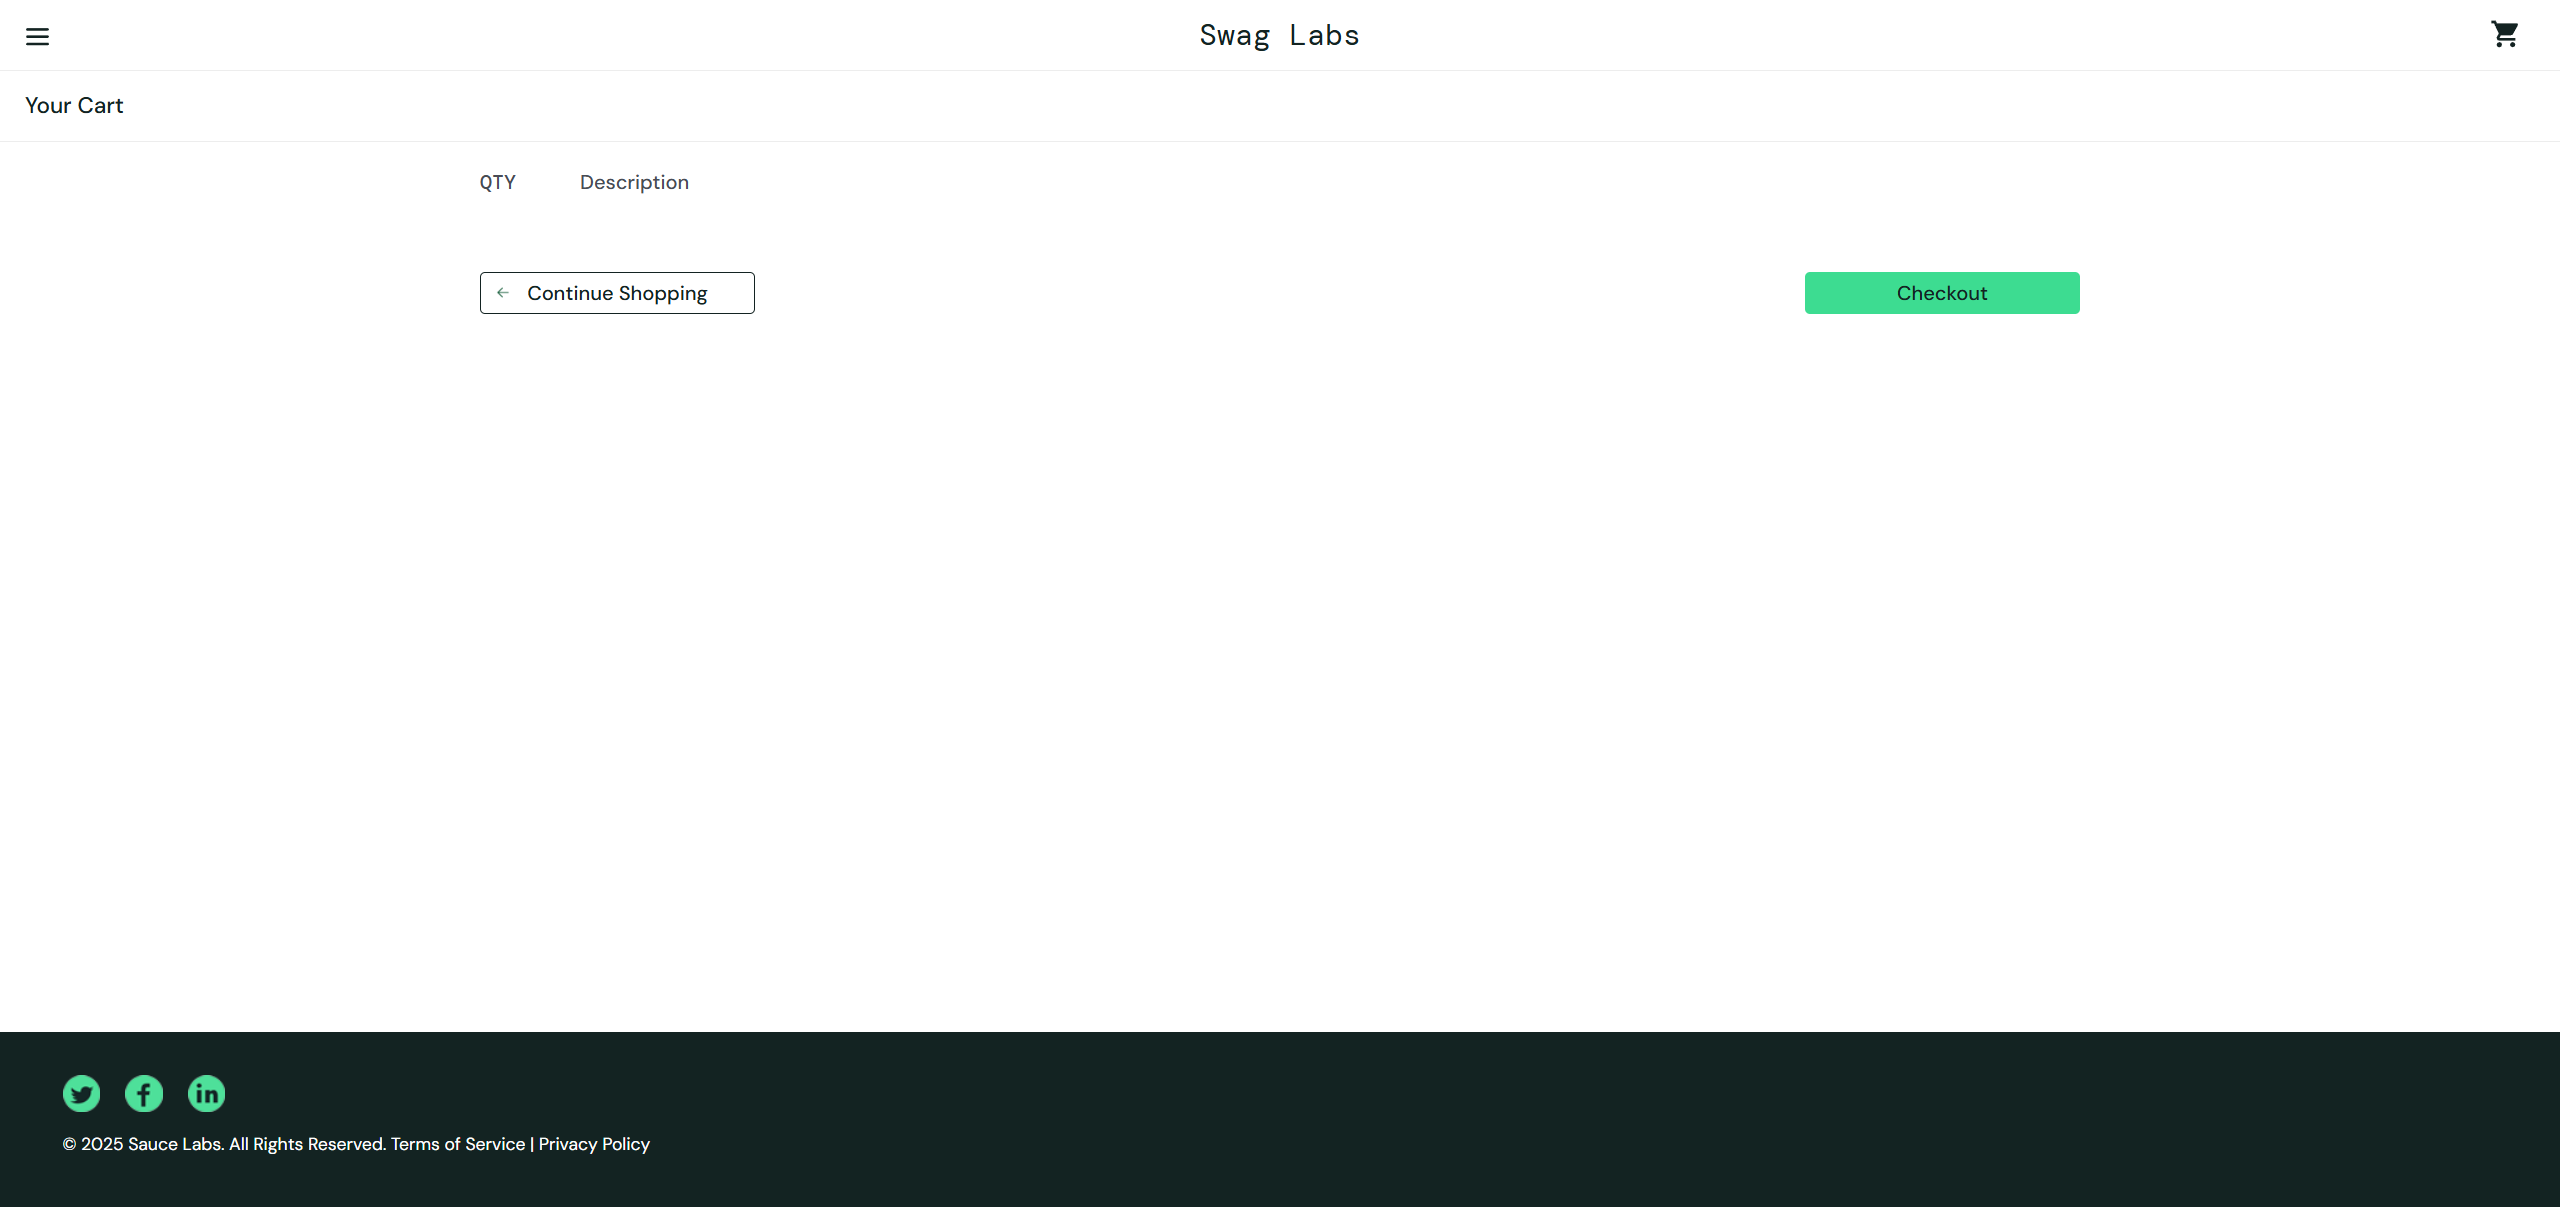 Swag Labs
Your Cart
QTY Description
Continue Shopping Checkout
© 2025 Sauce Labs. All Rights Reserved. Terms of Service | Privacy Policy